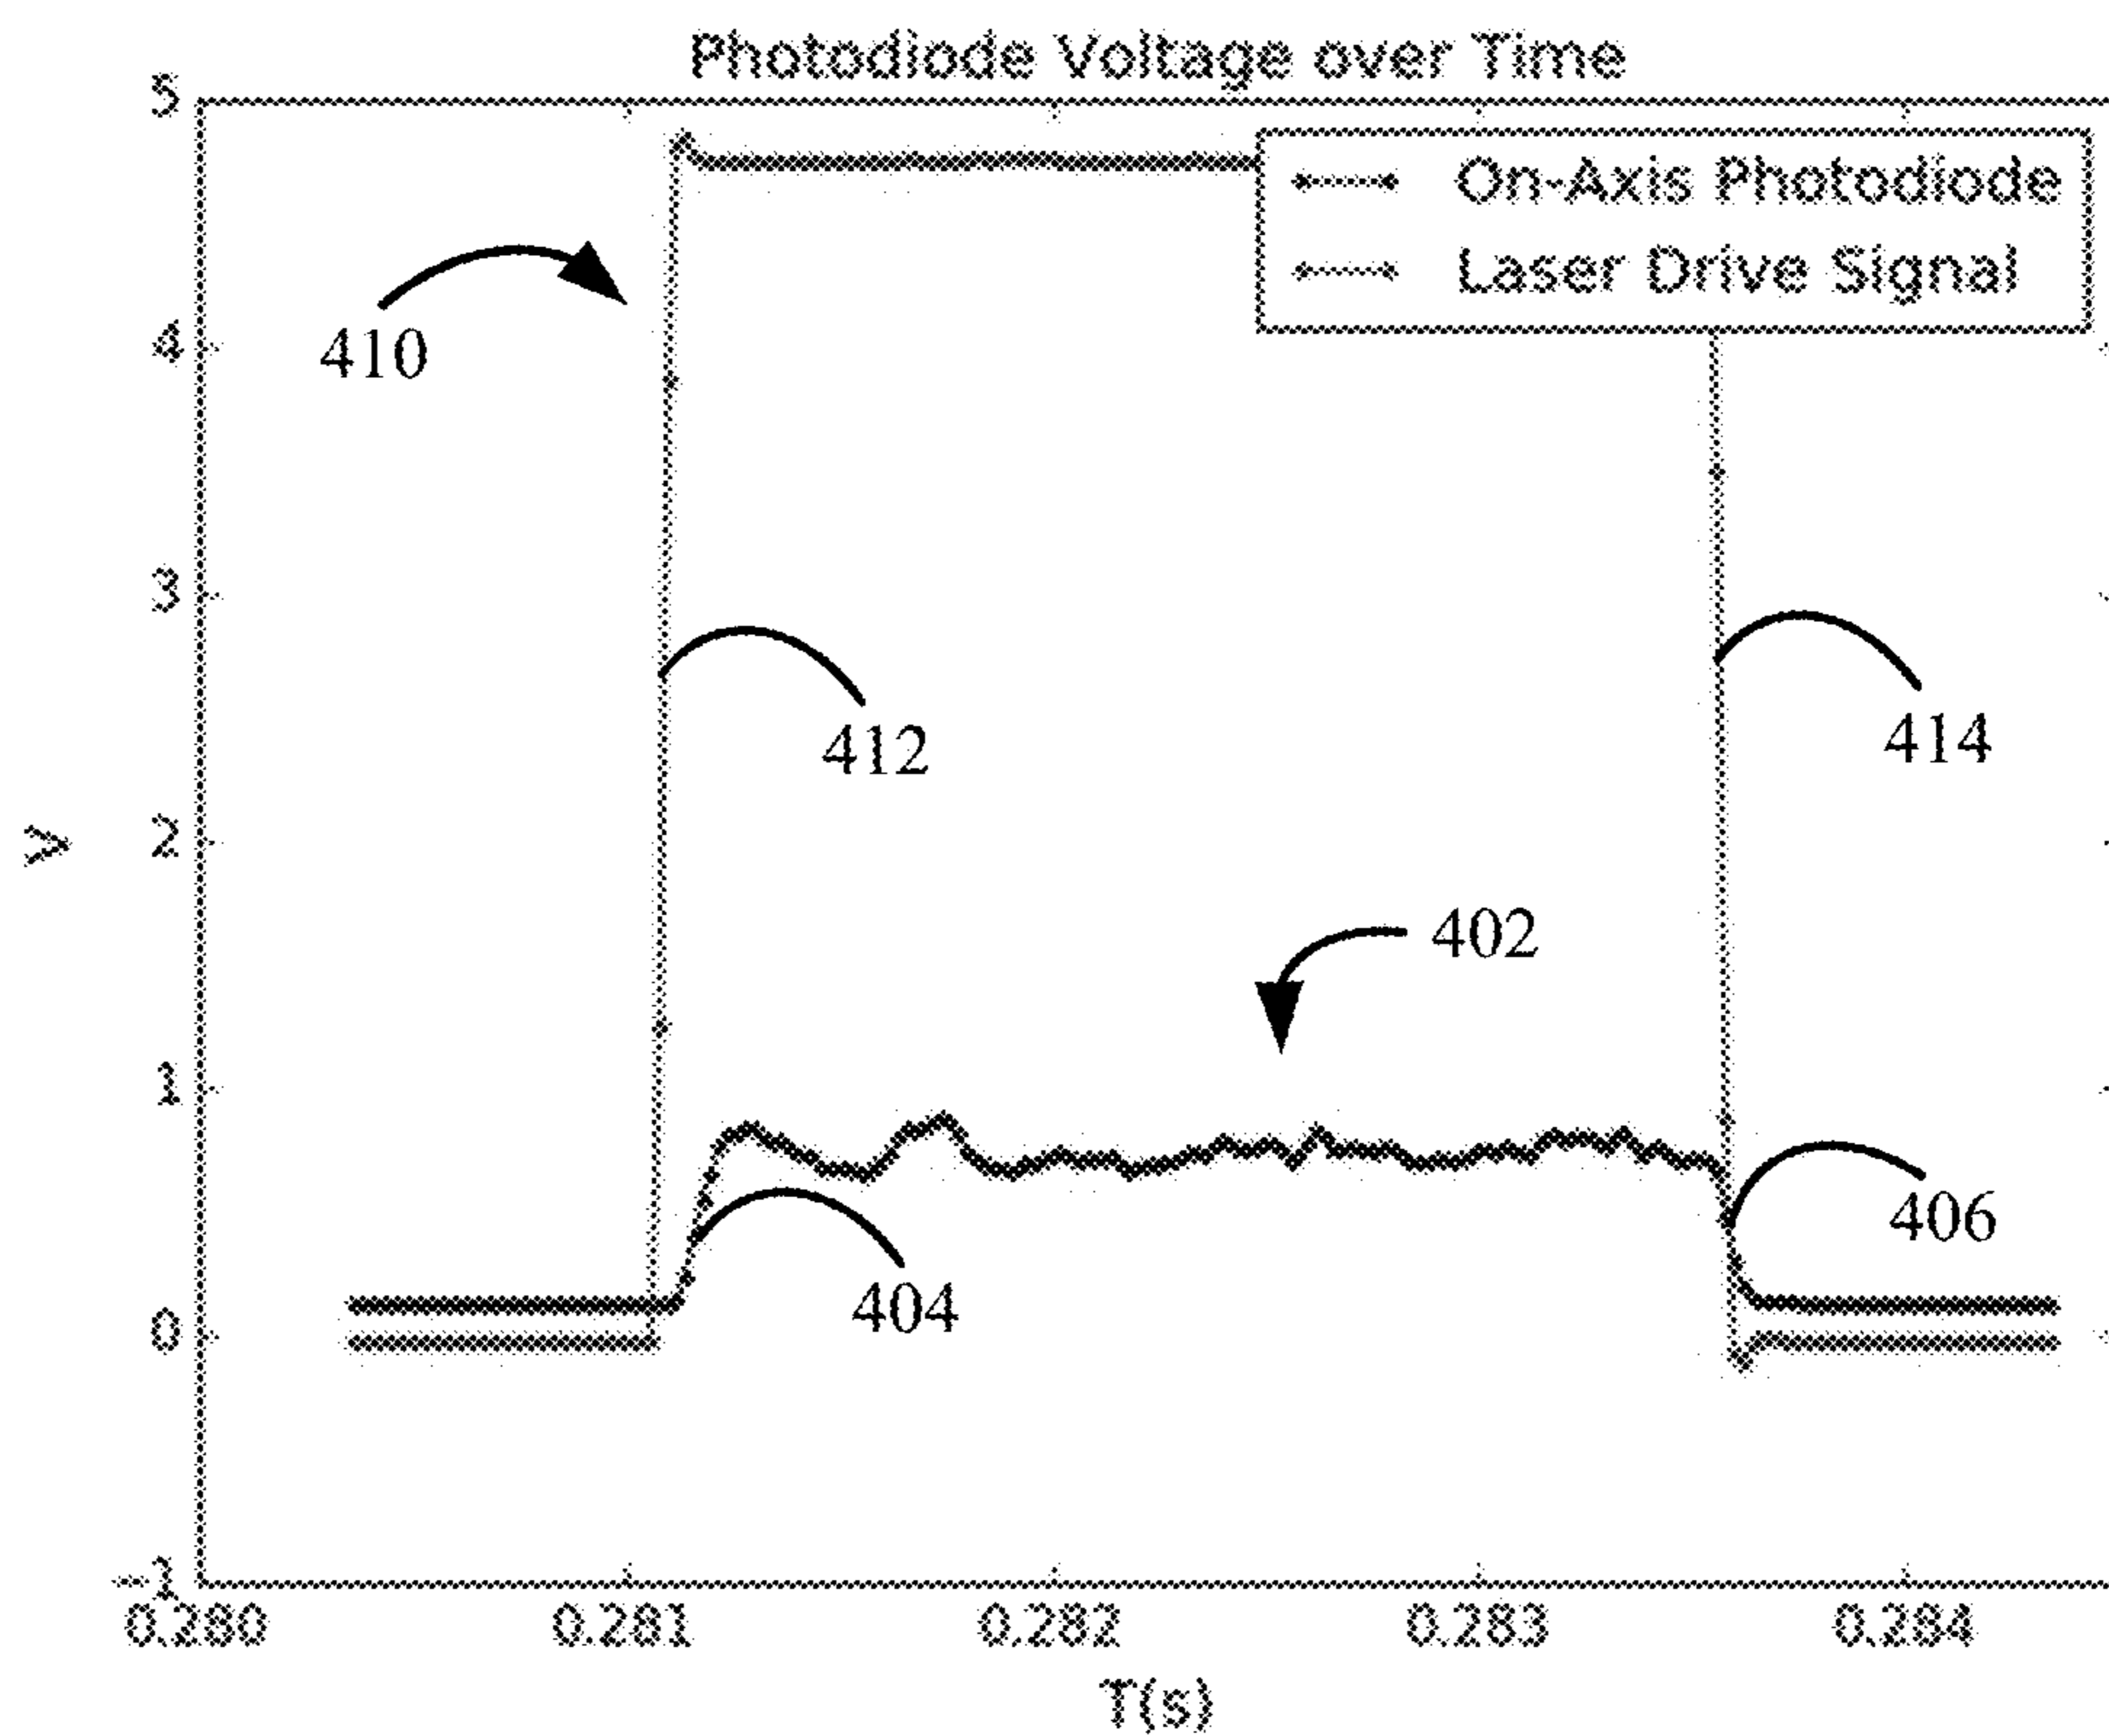 Photodiode Voltage over Time
5
On-Axis Photodiode
Laser Drive Signal
410
4
3
412
414
V
2
402
1
406
404
0
-1
0.280 0.281 0.282 0.283 0.284
T(s)